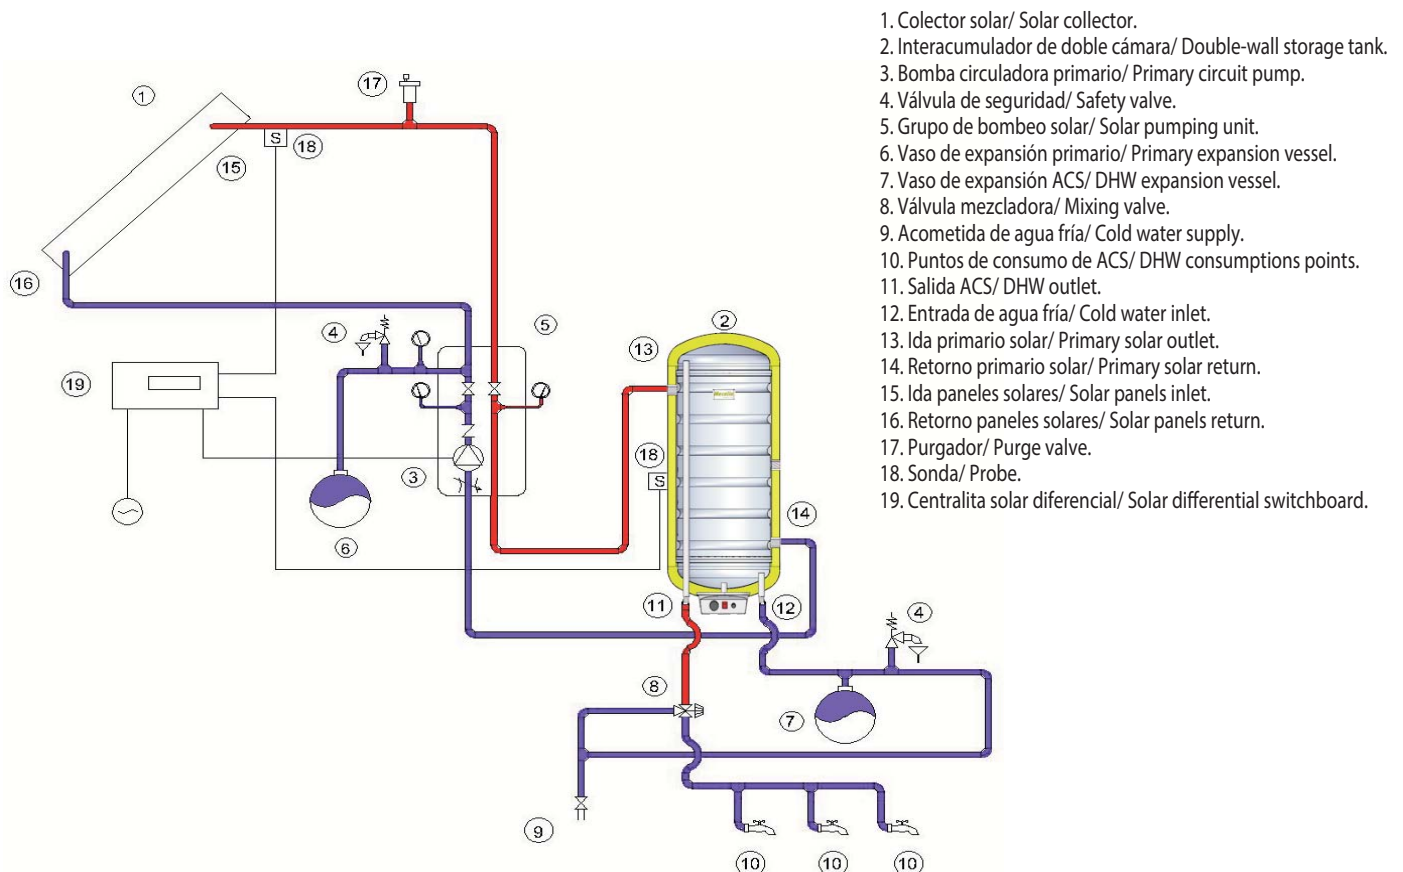 1. Colector solar/ Solar collector.
2. Interacumulador de doble cámara/ Double-wall storage tank.
3. Bomba circuladora primario/ Primary circuit pump.
4. Válvula de seguridad/ Safety valve.
5. Grupo de bombeo solar/ Solar pumping unit.
6. Vaso de expansión primario/ Primary expansion vessel.
7. Vaso de expansión ACS/ DHW expansion vessel.
8. Válvula mezcladora/ Mixing valve.
9. Acometida de agua fría/ Cold water supply.
10. Puntos de consumo de ACS/ DHW consumptions points.
11. Salida ACS/ DHW outlet.
12. Entrada de agua fría/ Cold water inlet.
13. Ida primario solar/ Primary solar outlet.
14. Retorno primario solar/ Primary solar return.
15. Ida paneles solares/ Solar panels inlet.
16. Retorno paneles solares/ Solar panels return.
17. Purgador/ Purge valve.
18. Sonda/ Probe.
19. Centralita solar diferencial/ Solar differential switchboard.
17
1
S
18
15
16
4
5
2
13
19
18
3
S
14
6
11
12
4
8
7
9
10
10
10